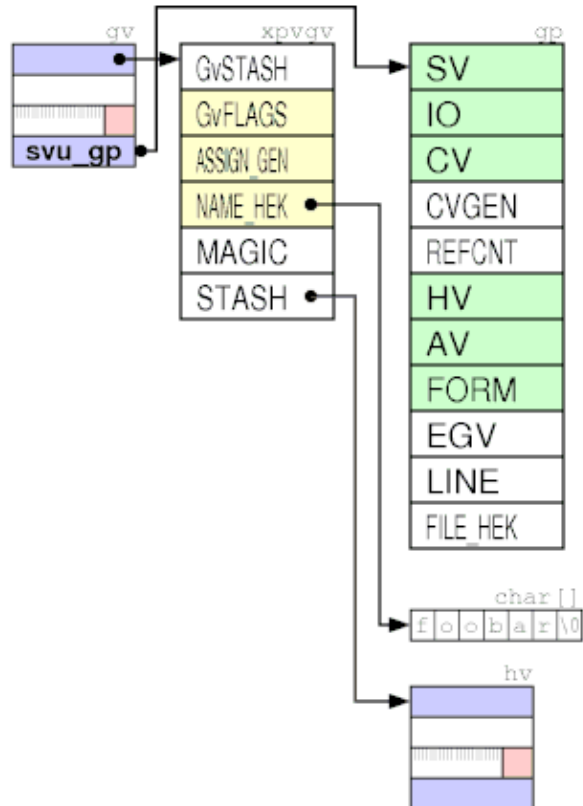 gv
svu_gp
xpvgv
GvSTASH
GvFLAGS
ASSIGN_GEN
NAME_HEK
MAGIC
STASH
gp
SV
IO
CV
CVGEN
REFCNT
HV
AV
FORM
EGV
LINE
FILE_HEK
char[]
f o o b a r \0
hv